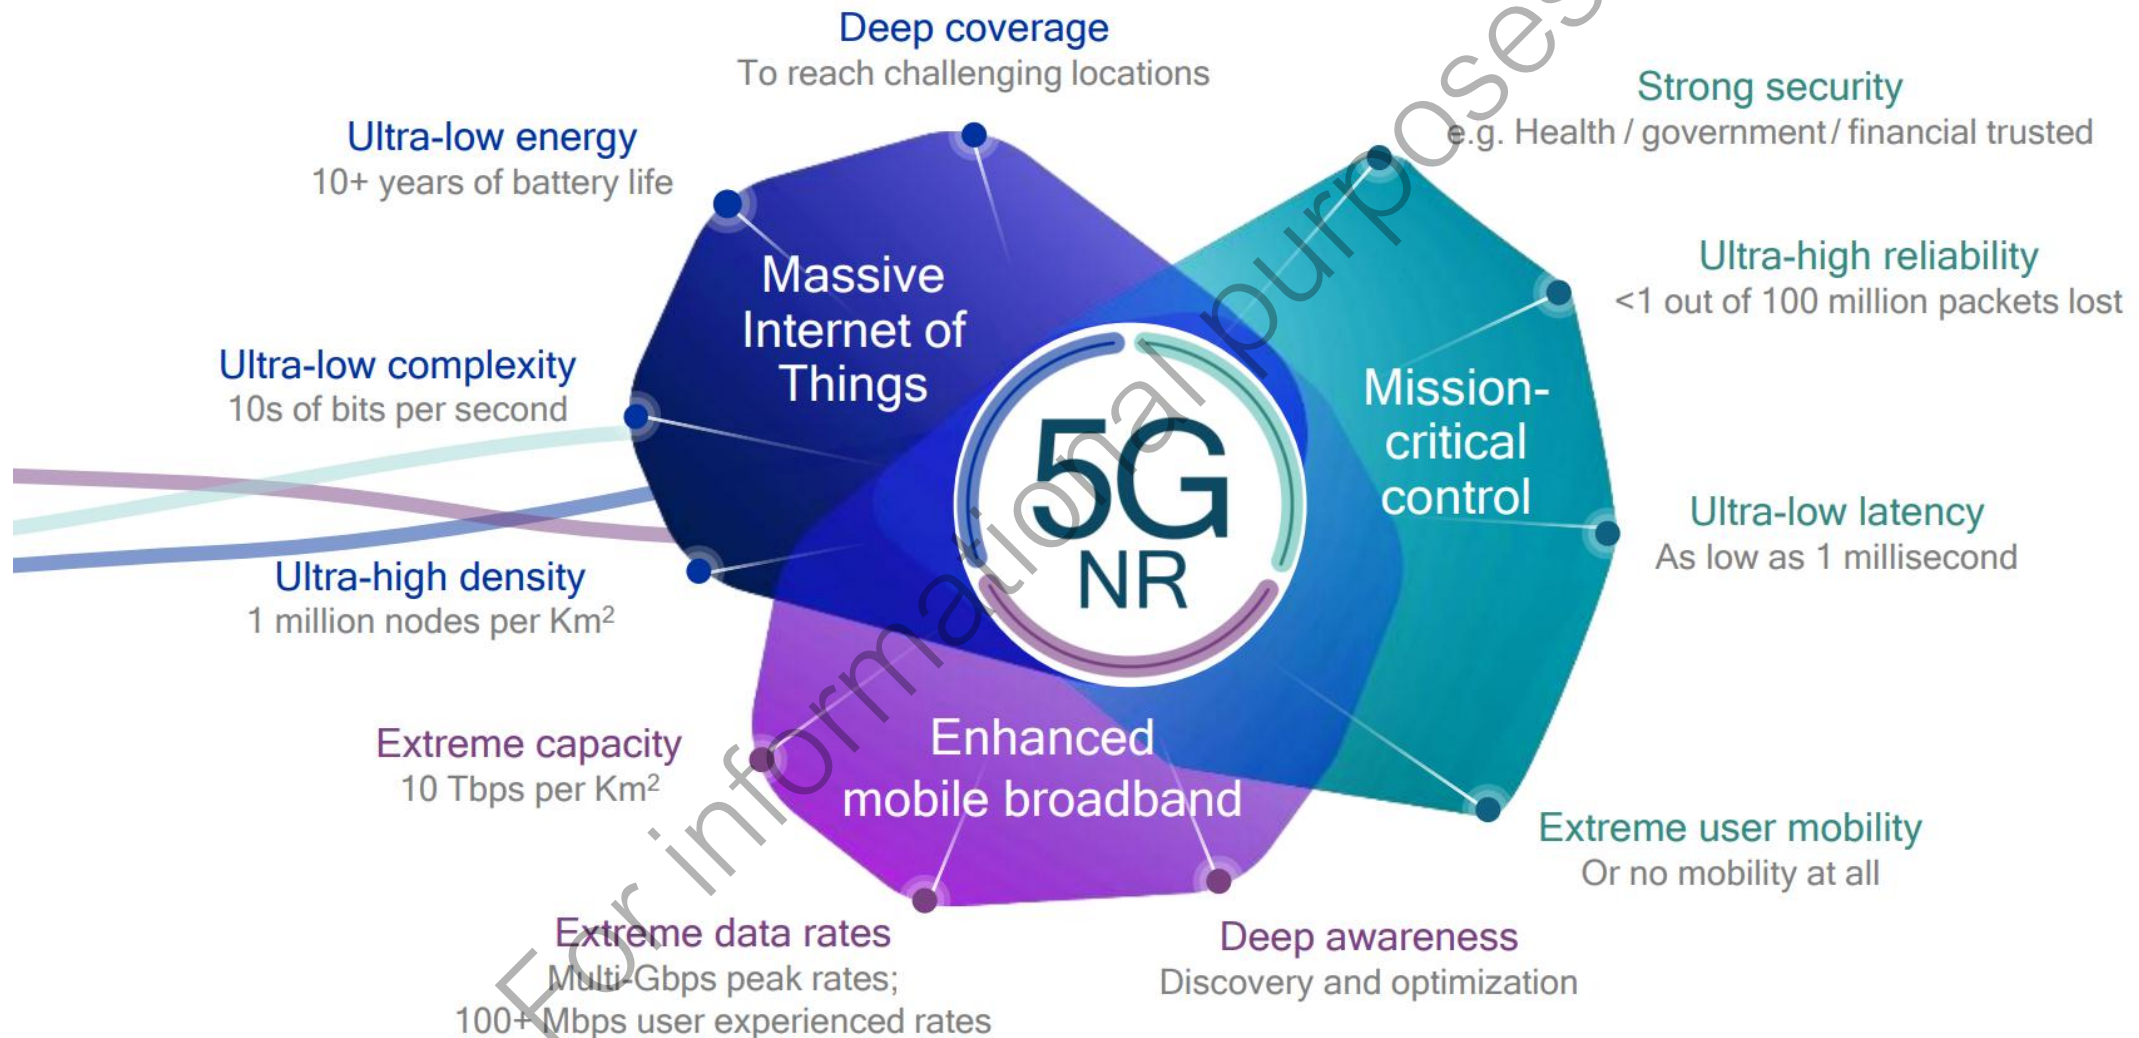 Deep coverage
To reach challenging locations
Strong security
e.g. Health / government / financial trusted
Ultra-low energy
10+ years of battery life
Ultra-high reliability
<1 out of 100 million packets lost
Massive
Internet of
Things
Ultra-low complexity
10s of bits per second
Mission-
critical
control
5G
NR
Ultra-low latency
As low as 1 millisecond
Ultra-high density
1 million nodes per Km²
Extreme capacity
10 Tbps per Km²
Enhanced
mobile broadband
Extreme user mobility
Or no mobility at all
Extreme data rates
Multi-Gbps peak rates;
100+ Mbps user experienced rates
Deep awareness
Discovery and optimization
For informational purposes